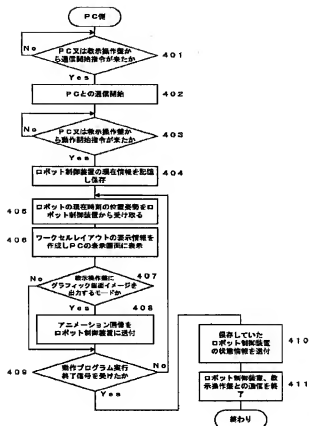 PC側
PC又は教示操作盤か
ら通信開始指令が来たか
No
401
Yes
PCとの通信開始
402
PC又は教示操作盤か
ら動作開始指令が来たか
No
403
Yes
ロボット制御装置の現在情報を記憶
し保存
404
405
ロボットの現在時刻の位置姿勢をロ
ボット制御装置から受け取る
406
ワークセルレイアウトの表示情報を
作成しPCの表示画面に表示
407
教示操作盤に
グラフィック画面イメージを
出力するモードか
No
Yes
408
アニメーション画像を
ロボット制御装置に送付
409
動作プログラム実行
終了信号を受けたか
No
Yes
保存していた
ロボット制御装置
の状態情報を送付
410
ロボット制御装置、教
示操作盤との通信を終
了
411
終わり